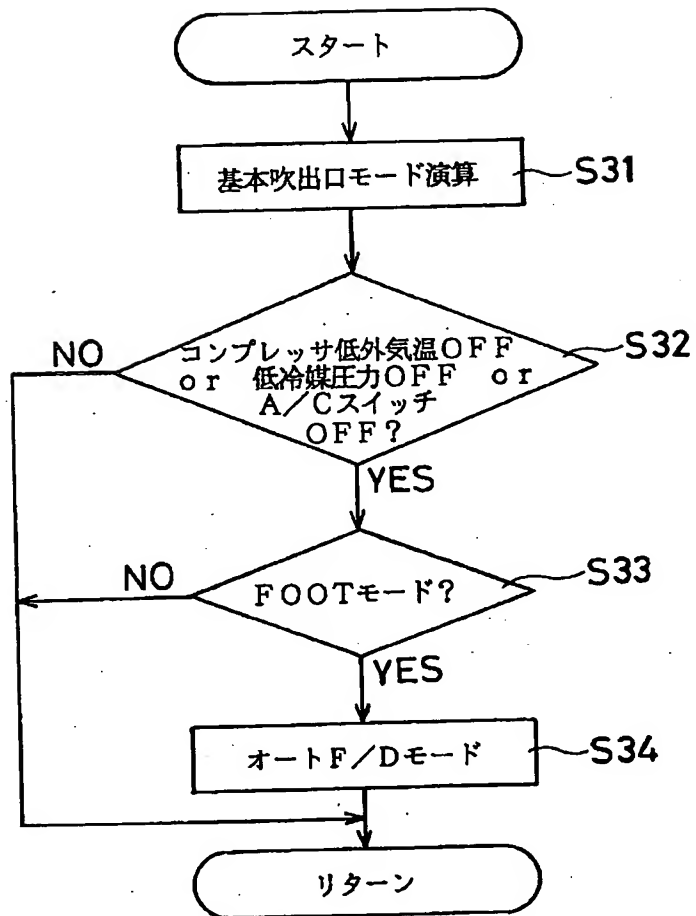 スタート
基本吹出口モード演算
S31
コンプレッサ低外気温OFF
or 低冷媒圧力OFF or
A/Cスイッチ
OFF?
S32
NO
YES
FOOTモード?
S33
NO
YES
オートF/Dモード
S34
リターン